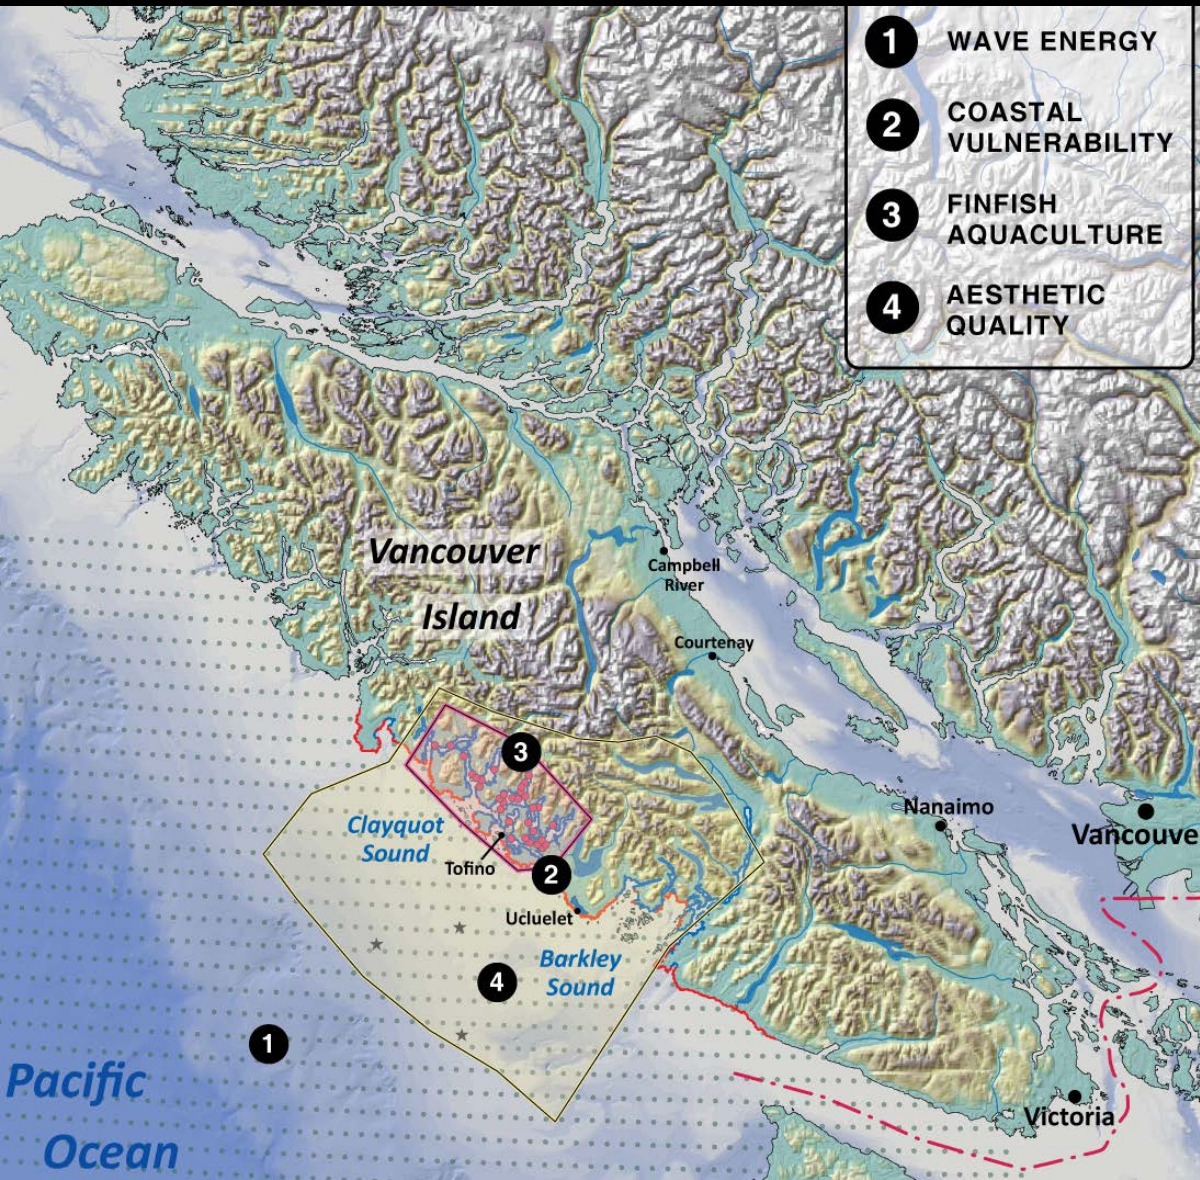 1 WAVE ENERGY
2 COASTAL
VULNERABILITY
3 FINFISH
AQUACULTURE
4 AESTHETIC
QUALITY
Vancouver
Island
Campbell
River
Courtenay
3
Nanaimo
Vancouve
Clayquot
Sound
Tofino
2
Ucluelet
Barkley
Sound
4
1
Pacific
Ocean
Victoria